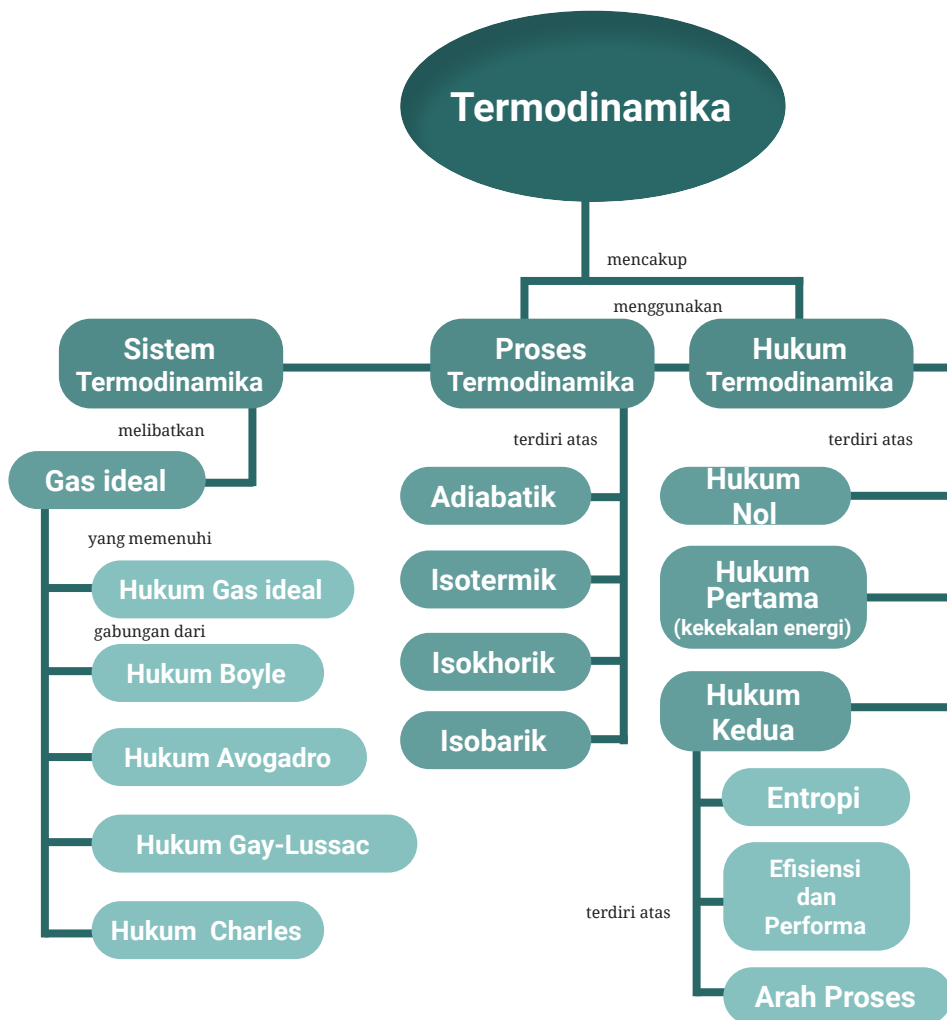 Termodinamika
mencakup
menggunakan
Sistem
Termodinamika
Proses
Termodinamika
Hukum
Termodinamika
melibatkan
terdiri atas
terdiri atas
Gas ideal
Adiabatik
Hukum
Nol
yang memenuhi
Hukum Gas ideal
Isotermik
Hukum
Pertama
(kekekalan energi)
gabungan dari
Hukum Boyle
Isokhorik
Hukum
Kedua
Hukum Avogadro
Isobarik
Entropi
Hukum Gay-Lussac
Efisiensi
dan
Performa
terdiri atas
Hukum Charles
Arah Proses